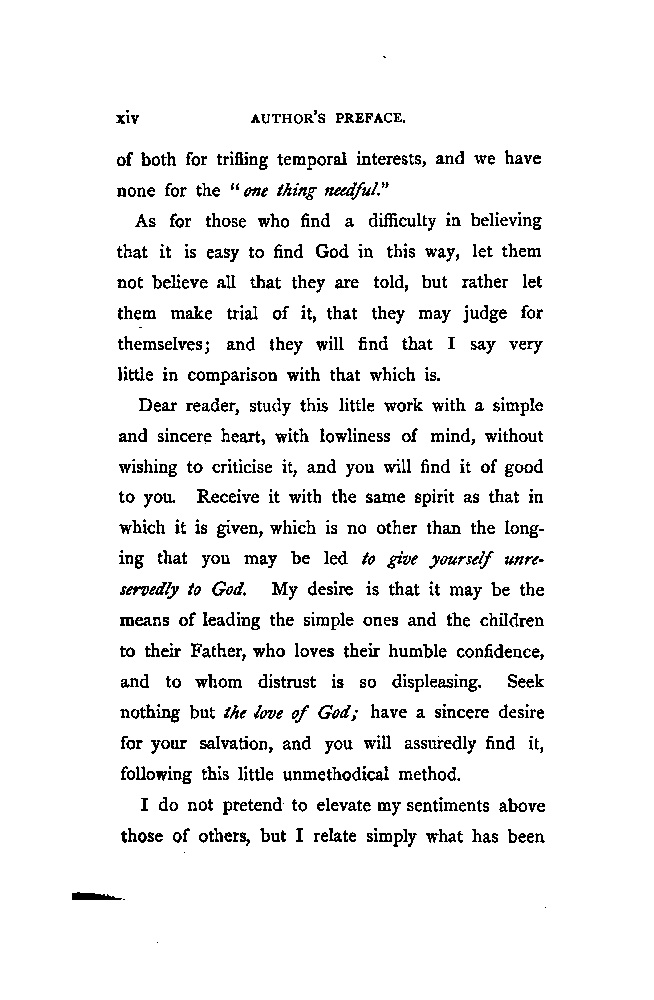 xiv AUTHOR'S PREFACE.
of both for trifling temporal interests, and we have
none for the "one thing needful."
As for those who find a difficulty in believing
that it is easy to find God in this way, let them
not believe all that they are told, but rather let
them make trial of it, that they may judge for
themselves; and they will find that I say very
little in comparison with that which is.
Dear reader, study this little work with a simple
and sincere heart, with lowliness of mind, without
wishing to criticise it, and you will find it of good
to you. Receive it with the same spirit as that in
which it is given, which is no other than the long-
ing that you may be led to give yourself unre-
servedly to God. My desire is that it may be the
means of leading the simple ones and the children
to their Father, who loves their humble confidence,
and to whom distrust is so displeasing. Seek
nothing but the love of God; have a sincere desire
for your salvation, and you will assuredly find it,
following this little unmethodical method.
I do not pretend to elevate my sentiments above
those of others, but I relate simply what has been